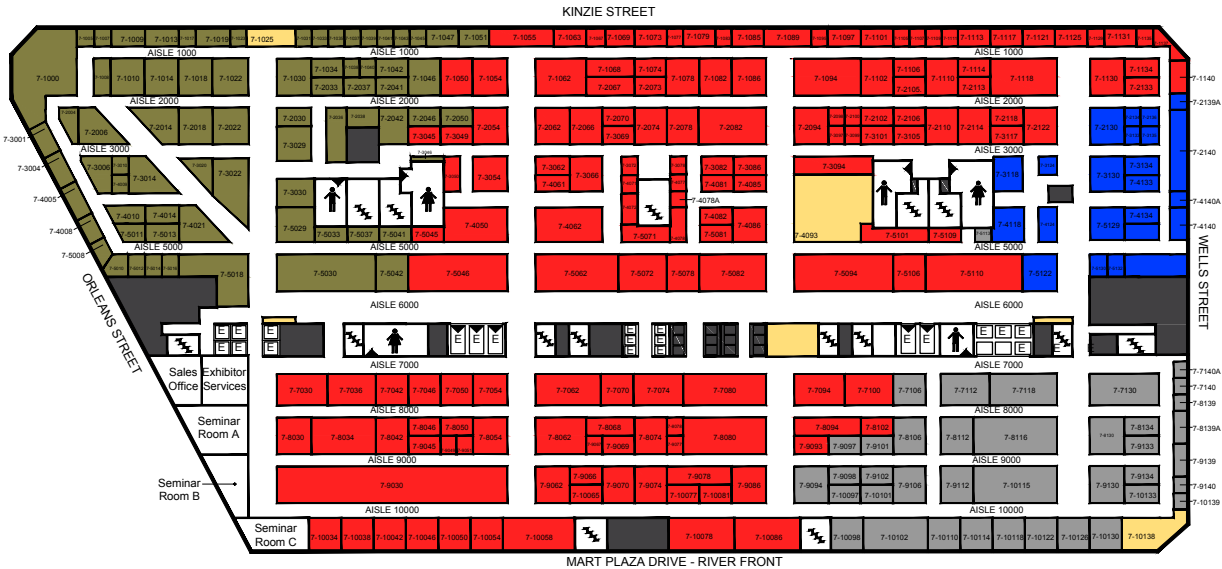 KINZIE STREET
7-1009 7-1013 7-1017 7-1019 7-1025 7-1047 7-1051 7-1055 7-1063 7-1069 7-1073 7-1079 7-1085 7-1089 7-1097 7-1101 7-1113 7-1117 7-1121 7-1125 7-1131
AISLE 1000 AISLE 1000 AISLE 1000
7-1000 7-1010 7-1014 7-1018 7-1022 7-1030 7-1034 7-1042 7-1046 7-1050 7-1054 7-1062 7-1068 7-1074 7-1078 7-1082 7-1086 7-1094 7-1102 7-1106 7-1110 7-1114 7-1118 7-1130 7-1134 7-1140
7-2033 7-2037 7-2041 7-2067 7-2073 7-2105 7-2113 7-2133
AISLE 2000 AISLE 2000 AISLE 2000 7-2139A
7-2006 7-2014 7-2018 7-2022 7-2030 7-2042 7-2046 7-2050 7-2054 7-2062 7-2066 7-2070 7-2074 7-2078 7-2082 7-2094 7-2102 7-2106 7-2110 7-2114 7-2118 7-2122 7-2130
7-3001 7-3029 7-3045 7-3049 7-3069 7-3101 7-3105 7-3117
AISLE 3000 AISLE 3000 7-2140
7-3004 7-3006 7-3014 7-3022 7-3030 7-3054 7-3062 7-3066 7-3082 7-3086 7-3094 7-3118 7-3130 7-3134
7-4005 7-4061 7-4081 7-4085 7-4133
7-4078A 7-4140A
7-4008 7-4010 7-4014 7-4021 7-4050 7-4062 7-4082 7-4086 7-4093 7-4118 7-4134 7-4140
7-5008 7-5011 7-5013 7-5029 7-5033 7-5037 7-5041 7-5045 7-5071 7-5081 7-5101 7-5109 7-5129
AISLE 5000 AISLE 5000 AISLE 5000
7-5018 7-5030 7-5042 7-5046 7-5062 7-5072 7-5078 7-5082 7-5094 7-5106 7-5110 7-5122
ORLEANS STREET
WELLS STREET
AISLE 6000 AISLE 6000
E E E E E E E E E E E E E E E E E E E
AISLE 7000 AISLE 7000
Sales Office
Exhibitor Services
7-7030 7-7036 7-7042 7-7046 7-7050 7-7054 7-7062 7-7070 7-7074 7-7080 7-7094 7-7100 7-7106 7-7112 7-7118 7-7130 7-7140A
7-7140
AISLE 8000 AISLE 8000 7-8139
Seminar Room A
7-8030 7-8034 7-8042 7-8046 7-8050 7-8054 7-8062 7-8068 7-8074 7-8080 7-8094 7-8102 7-8106 7-8112 7-8116 7-8134 7-8139A
7-9045 7-9069 7-9093 7-9097 7-9101 7-9133
AISLE 9000 AISLE 9000 7-9139
Seminar Room B
7-9030 7-9062 7-9066 7-9070 7-9074 7-9078 7-9086 7-9094 7-9098 7-9102 7-9106 7-9112 7-10115 7-9130 7-9134 7-9140
7-10065 7-10077 7-10081 7-10097 7-10101 7-10133 7-10139
AISLE 10000 AISLE 10000
Seminar Room C
7-10034 7-10038 7-10042 7-10046 7-10050 7-10054 7-10058 7-10078 7-10086 7-10098 7-10102 7-10110 7-10114 7-10118 7-10122 7-10126 7-10130 7-10138
MART PLAZA DRIVE - RIVER FRONT